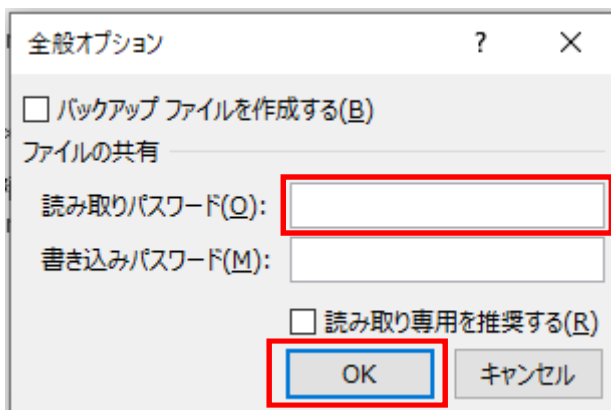 全般オプション ? ×
バックアップ ファイルを作成する(B)
ファイルの共有
読み取りパスワード(O):
書き込みパスワード(M):
読み取り専用を推奨する(R)
OK キャンセル